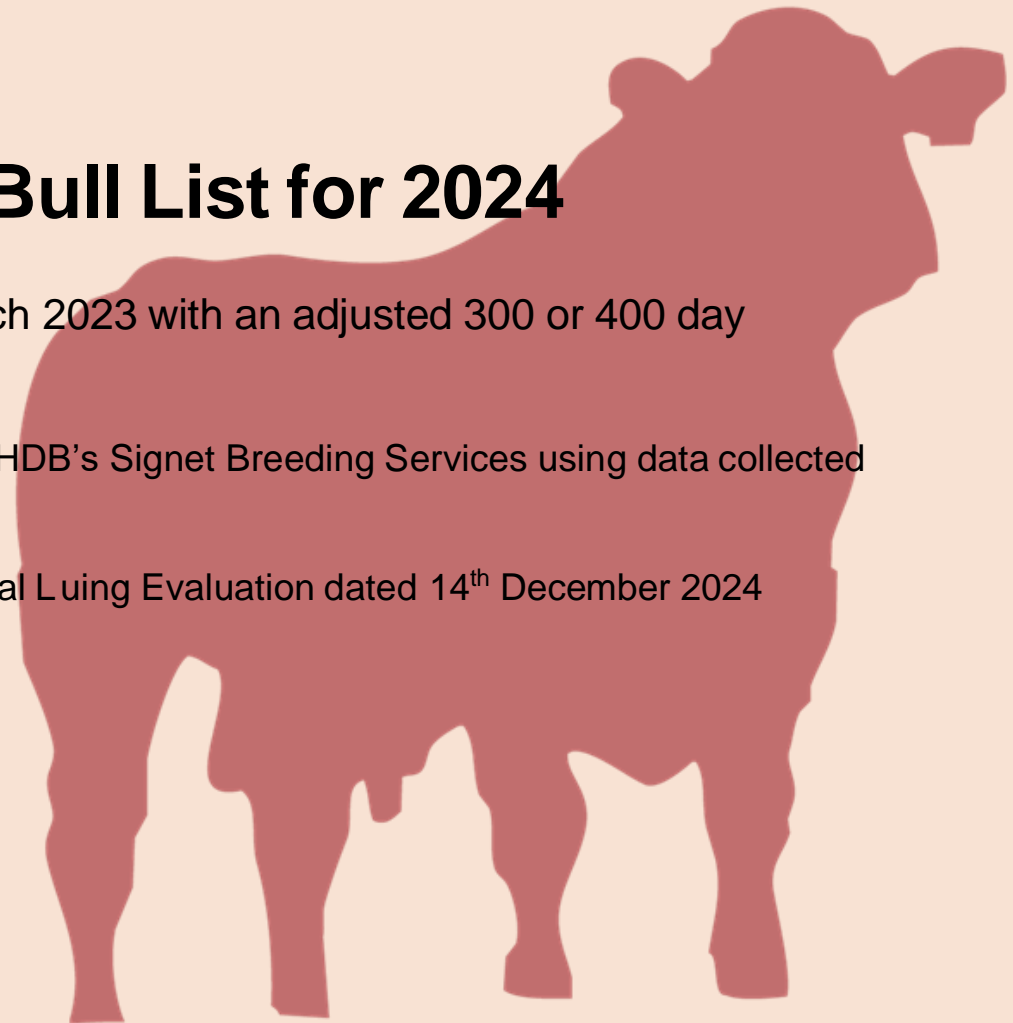 Bull List for 2024
ch 2023 with an adjusted 300 or 400 day
HDB's Signet Breeding Services using data collected
al Luing Evaluation dated 14th December 2024